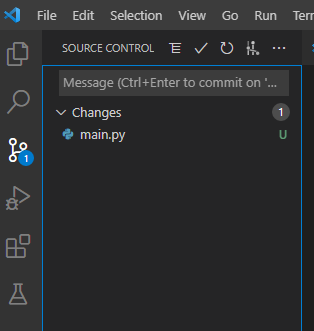 File Edit Selection View Go Run Tern
SOURCE CONTROL
Message (Ctrl+Enter to commit on '...
Changes 1
main.py U
1